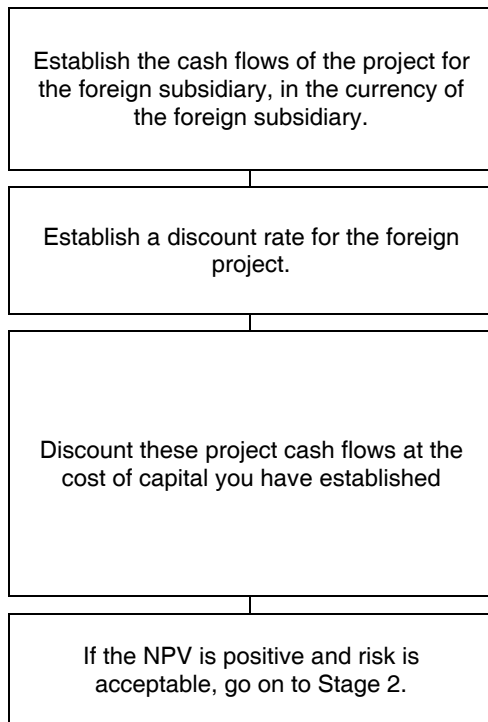 Establish the cash flows of the project for
the foreign subsidiary, in the currency of
the foreign subsidiary.
Establish a discount rate for the foreign
project.
Discount these project cash flows at the
cost of capital you have established
If the NPV is positive and risk is
acceptable, go on to Stage 2.